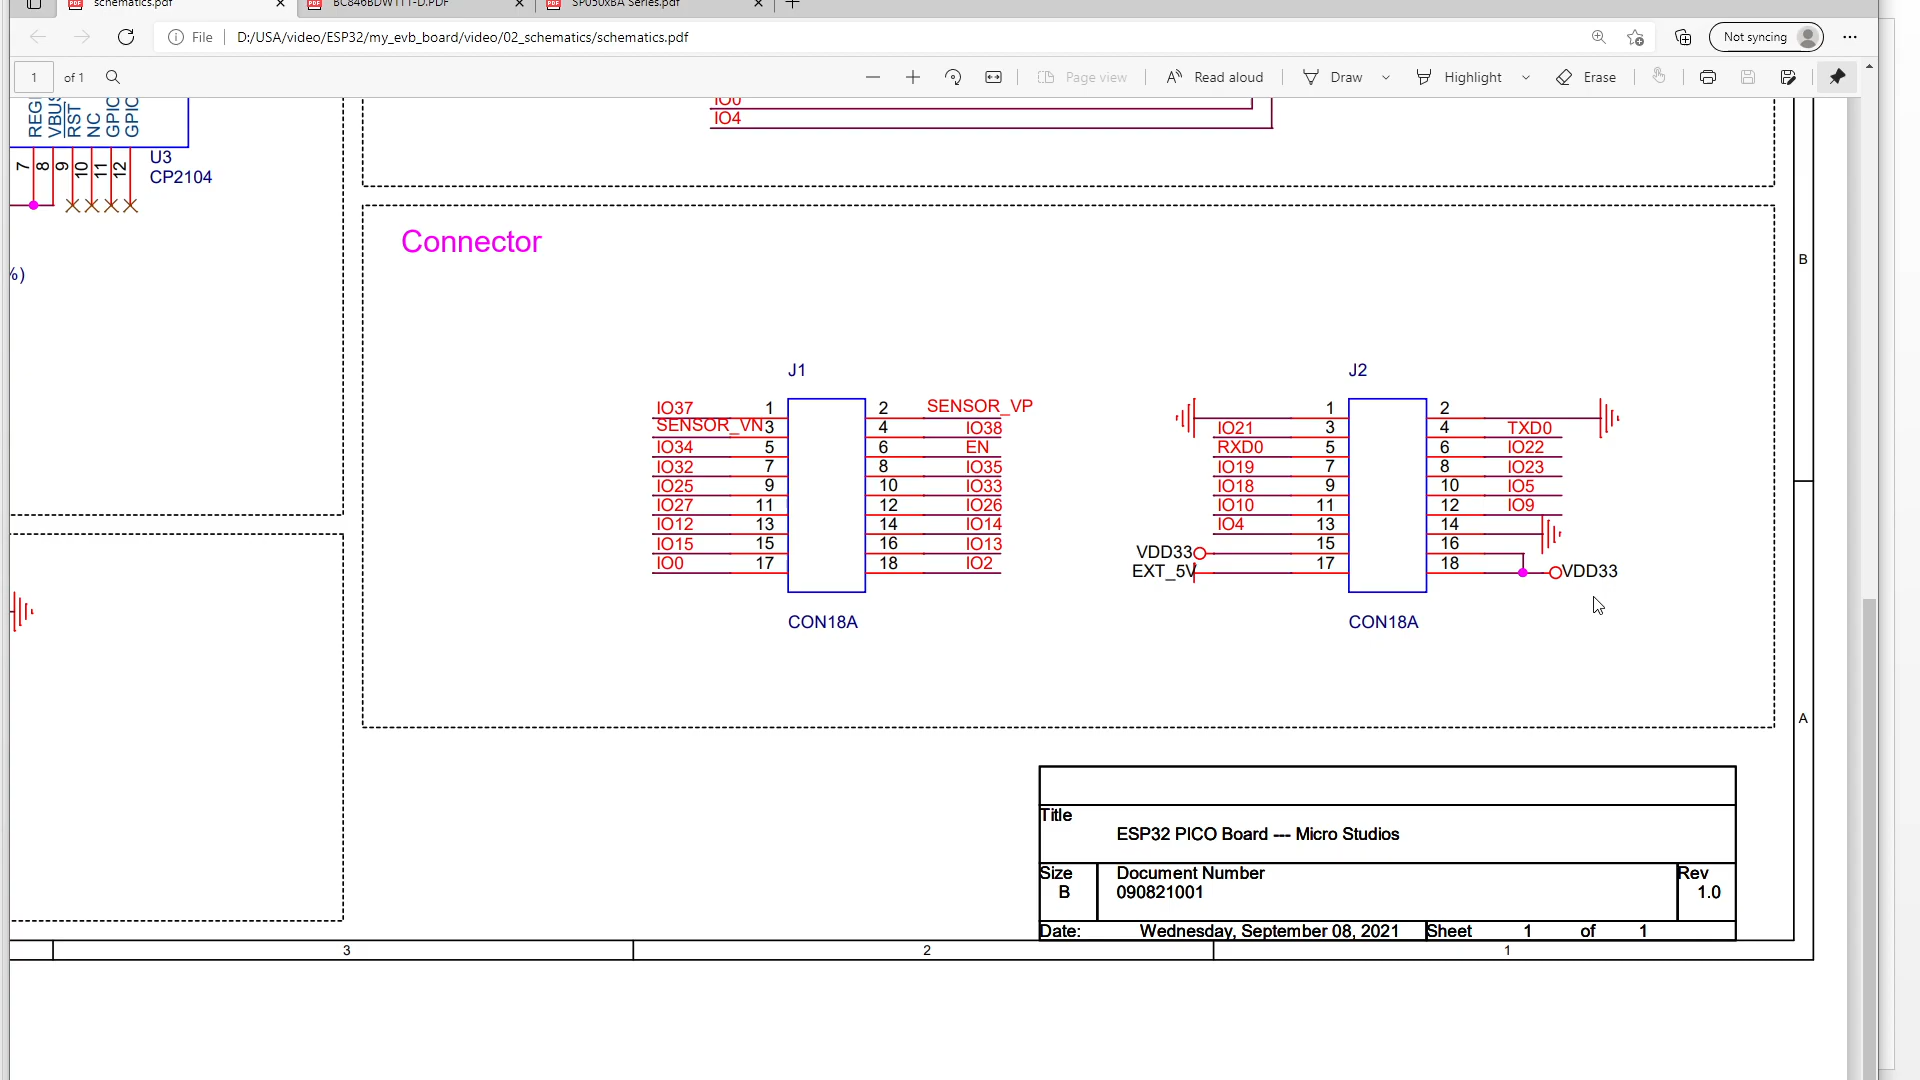 schematics.pdf
BC846BDW1T1-D.PDF
SP050xBA Series.pdf
File D:/USA/video/ESP32/my_evb_board/video/02_schematics/schematics.pdf
Not syncing
1 of 1
Page view
Read aloud
Draw
Highlight
Erase
REG
VBUS
RST
NC
GPIO
GPIO
7 8 9 10 11 12
U3
CP2104
%)
IO0
IO4
Connector
B
A
J1
IO37 1 2 SENSOR_VP
SENSOR_VN 3 4 IO38
IO34 5 6 EN
IO32 7 8 IO35
IO25 9 10 IO33
IO27 11 12 IO26
IO12 13 14 IO14
IO15 15 16 IO13
IO0 17 18 IO2
CON18A
J2
1 2
IO21 3 4 TXD0
RXD0 5 6 IO22
IO19 7 8 IO23
IO18 9 10 IO5
IO10 11 12 IO9
IO4 13 14
VDD33 15 16
EXT_5V 17 18 VDD33
CON18A
Title
ESP32 PICO Board --- Micro Studios
Size Document Number Rev
B 090821001 1.0
Date: Wednesday, September 08, 2021 Sheet 1 of 1
3 2 1